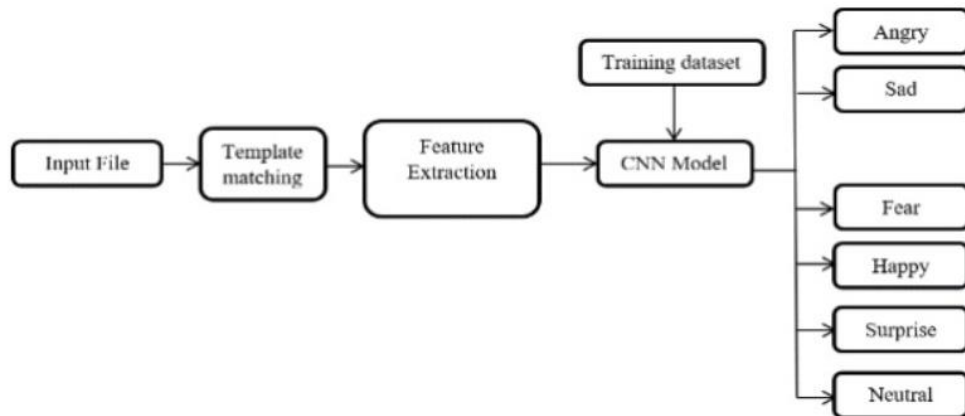 Input File
Template
matching
Feature
Extraction
Training dataset
CNN Model
Angry
Sad
Fear
Happy
Surprise
Neutral